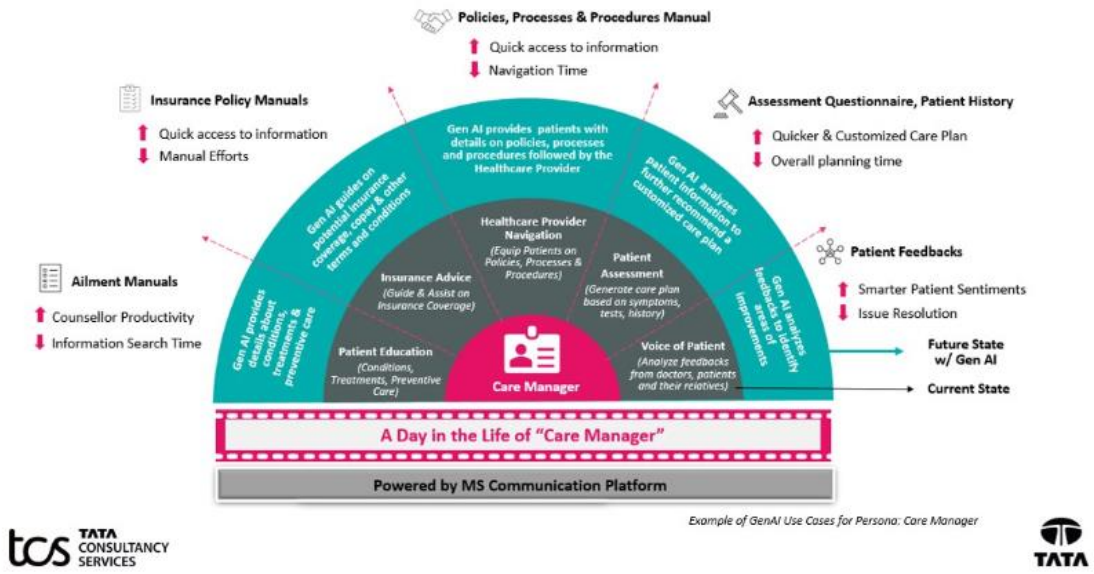 Policies, Processes & Procedures Manual
Quick access to information
Navigation Time
Insurance Policy Manuals
Quick access to information
Manual Efforts
Assessment Questionnaire, Patient History
Quicker & Customized Care Plan
Overall planning time
Ailment Manuals
Counsellor Productivity
Information Search Time
Patient Feedbacks
Smarter Patient Sentiments
Issue Resolution
Gen AI provides
details about
conditions,
treatments &
preventive care
Gen AI guides on
potential insurance
coverage, copay & other
terms and conditions
Gen AI provides patients with
details on policies, processes
and procedures followed by the
Healthcare Provider
Gen AI analyzes
patient information to
further recommend a
customized care plan
Gen AI analyzes
feedbacks to identify
areas of
improvements
Patient Education
(Conditions,
Treatments, Preventive
Care)
Insurance Advice
(Guide & Assist on
Insurance Coverage)
Healthcare Provider
Navigation
(Equip Patients on
Policies, Processes &
Procedures)
Patient
Assessment
(Generate care plan
based on symptoms,
tests, history)
Voice of Patient
(Analyze feedbacks
from doctors, patients
and their relatives)
Care Manager
Future State
w/ Gen AI
Current State
A Day in the Life of "Care Manager"
Powered by MS Communication Platform
Example of GenAI Use Cases for Persona: Care Manager
tcs
TATA
CONSULTANCY
SERVICES
TATA